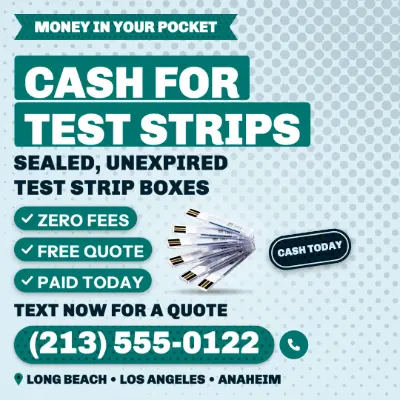 MONEY IN YOUR POCKET
CASH FOR
TEST STRIPS
SEALED, UNEXPIRED
TEST STRIP BOXES
ZERO FEES
FREE QUOTE
PAID TODAY
CASH TODAY
TEXT NOW FOR A QUOTE
(213) 555-0122
LONG BEACH • LOS ANGELES • ANAHEIM